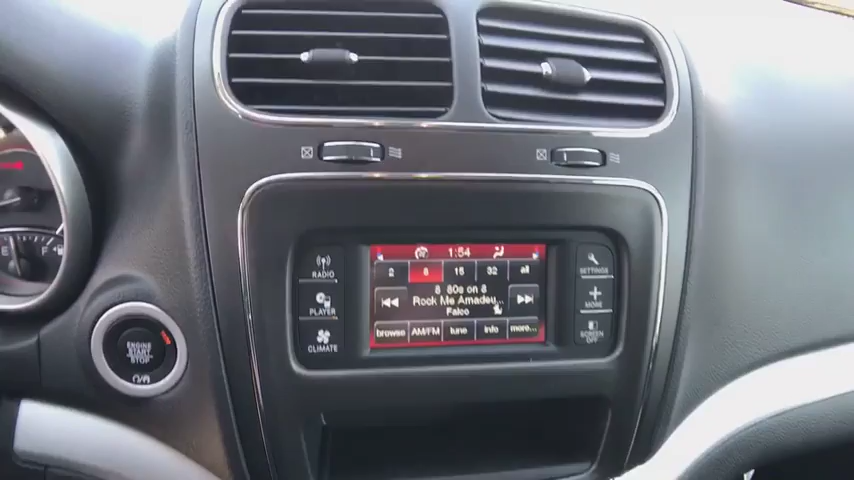 1:54
RADIO
2 8 15 32 all
SETTINGS
8 80s on 8
Rock Me Amadeu...
Falco
PLAYER
MORE
browse AM/FM tune info more...
CLIMATE
SCREEN
OFF
ENGINE
START
STOP
E F